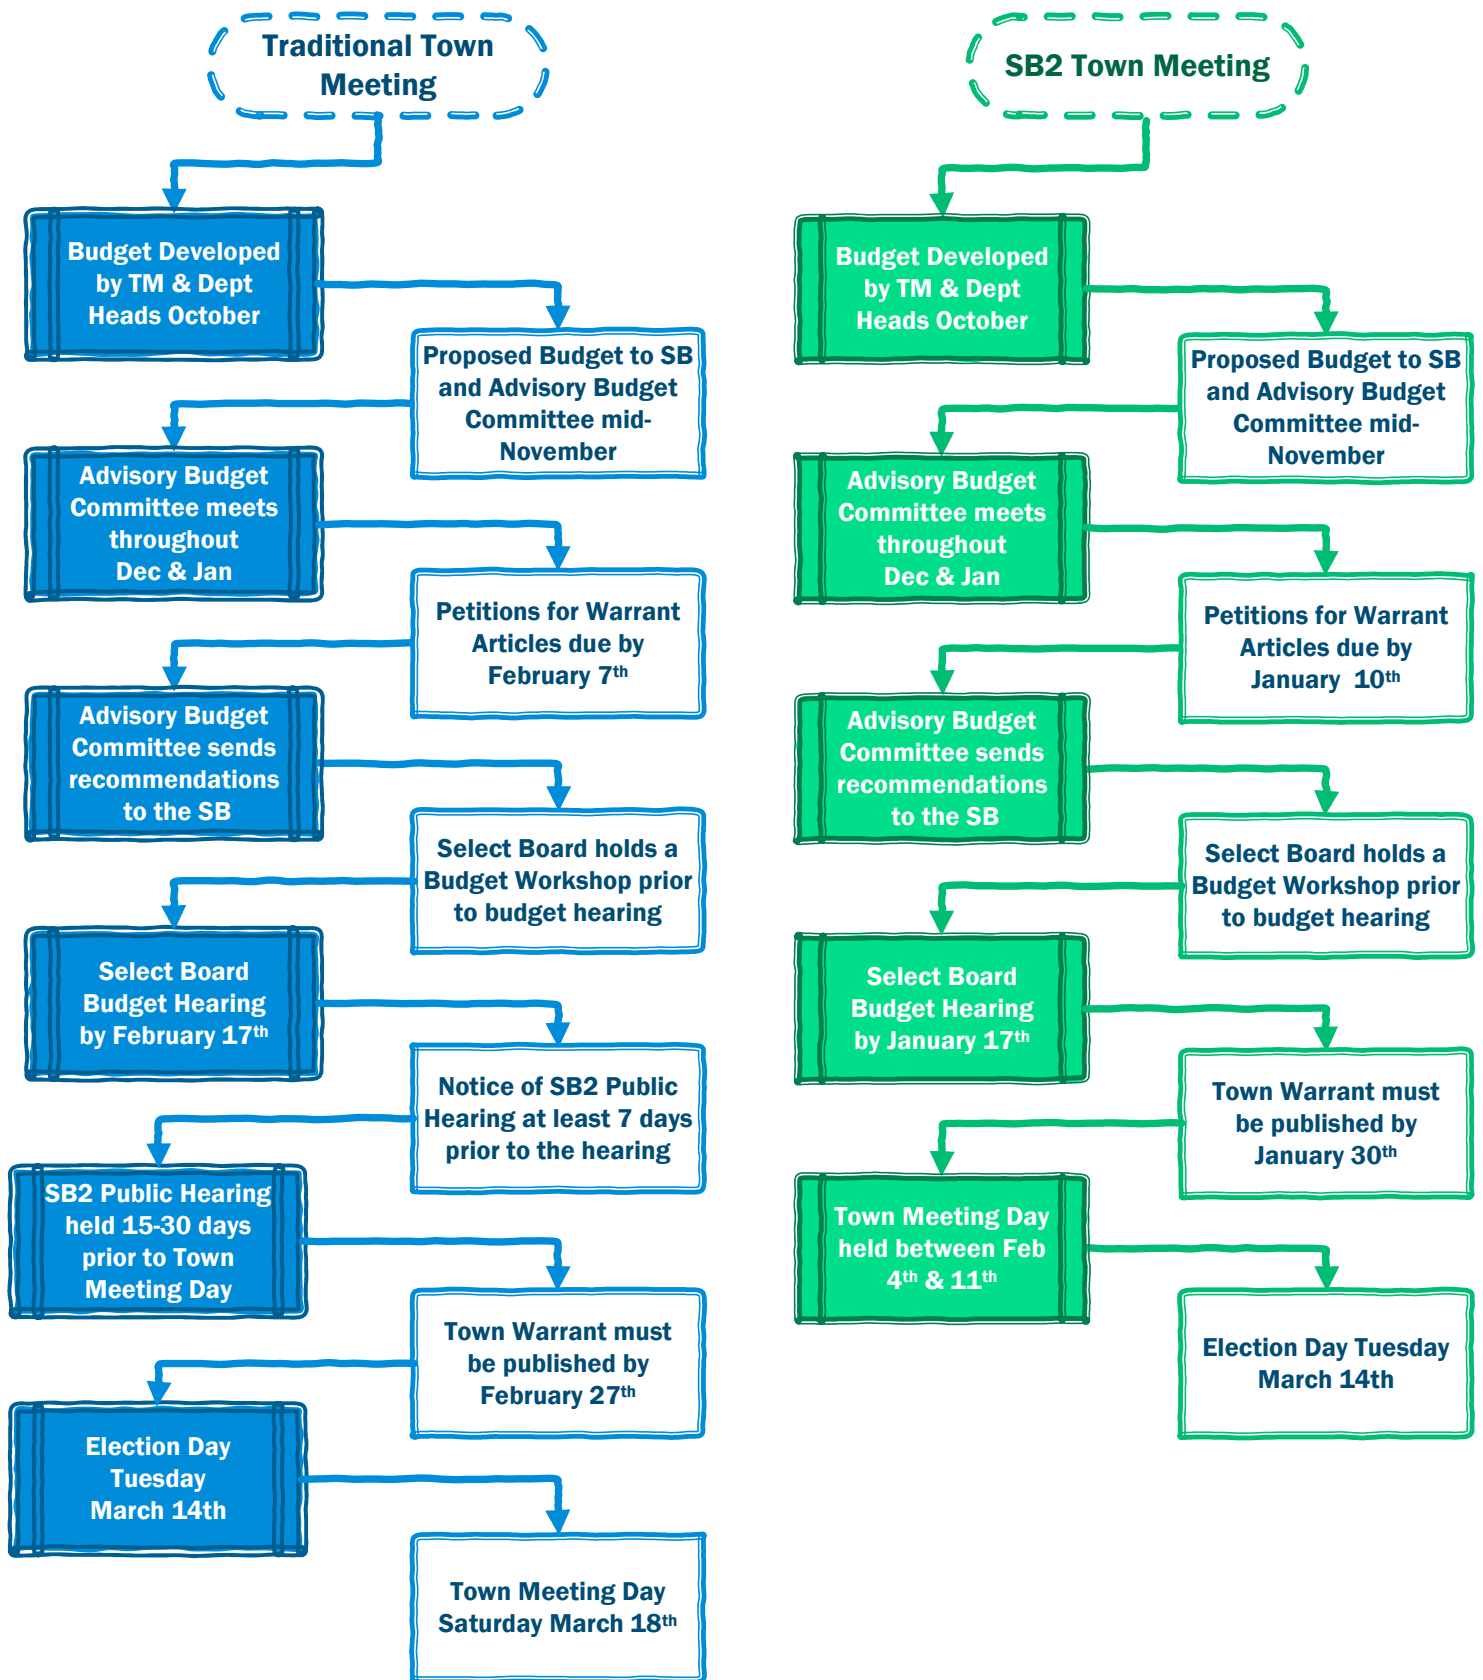 Traditional Town
Meeting
Budget Developed
by TM & Dept
Heads October
Proposed Budget to SB
and Advisory Budget
Committee mid-
November
Advisory Budget
Committee meets
throughout
Dec & Jan
Petitions for Warrant
Articles due by
February 7th
Advisory Budget
Committee sends
recommendations
to the SB
Select Board holds a
Budget Workshop prior
to budget hearing
Select Board
Budget Hearing
by February 17th
Notice of SB2 Public
Hearing at least 7 days
prior to the hearing
SB2 Public Hearing
held 15-30 days
prior to Town
Meeting Day
Town Warrant must
be published by
February 27th
Election Day
Tuesday
March 14th
Town Meeting Day
Saturday March 18th
SB2 Town Meeting
Budget Developed
by TM & Dept
Heads October
Proposed Budget to SB
and Advisory Budget
Committee mid-
November
Advisory Budget
Committee meets
throughout
Dec & Jan
Petitions for Warrant
Articles due by
January 10th
Advisory Budget
Committee sends
recommendations
to the SB
Select Board holds a
Budget Workshop prior
to budget hearing
Select Board
Budget Hearing
by January 17th
Town Warrant must
be published by
January 30th
Town Meeting Day
held between Feb
4th & 11th
Election Day Tuesday
March 14th